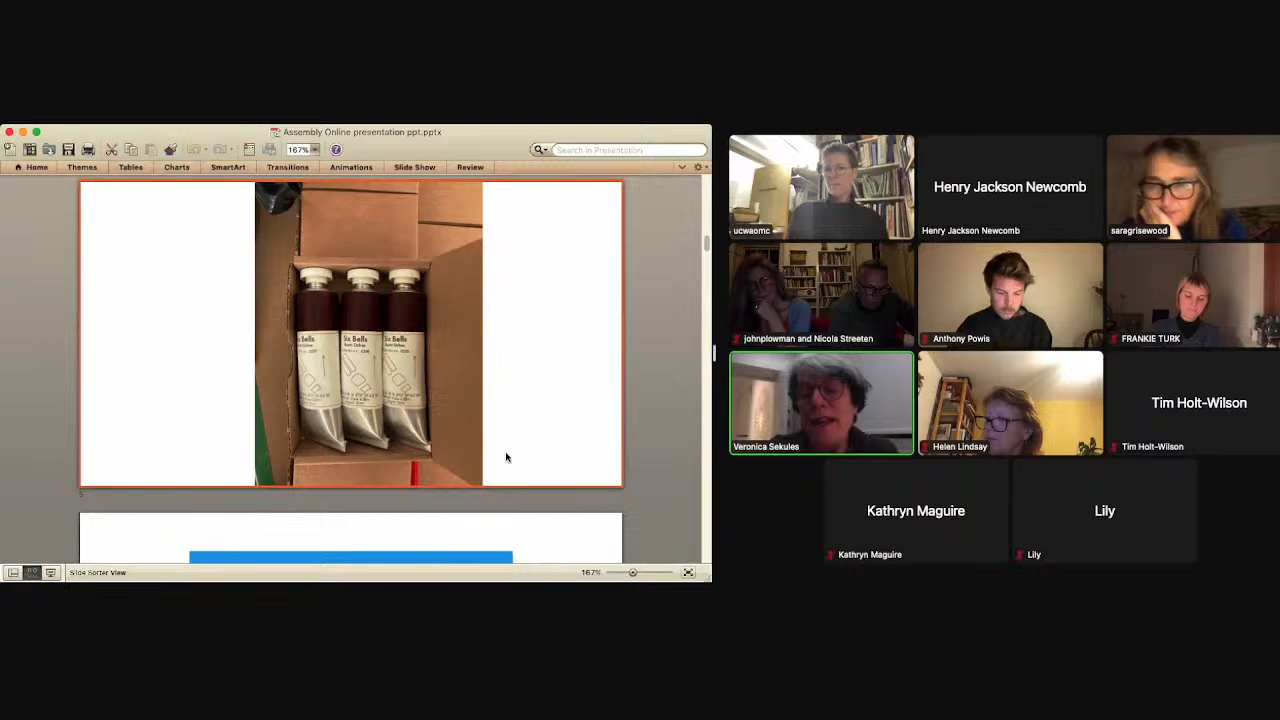 Assembly Online presentation ppt.pptx
167%
Search in Presentation
Home Themes Tables Charts SmartArt Transitions Animations Slide Show Review
Six Bells
Six Bells
Six Bells
Burnt Ochre
5
Slide Sorter View
167%
ucwaomc
Henry Jackson Newcomb
Henry Jackson Newcomb
saragrisewood
johnplowman and Nicola Streeten
Anthony Powis
FRANKIE TURK
Veronica Sekules
Helen Lindsay
Tim Holt-Wilson
Tim Holt-Wilson
Kathryn Maguire
Kathryn Maguire
Lily
Lily